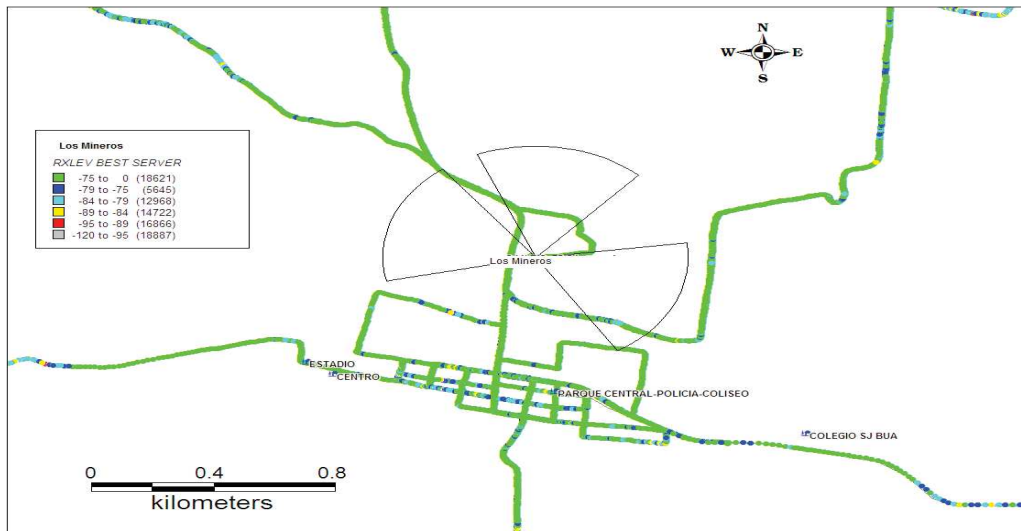 N
W E
S
Los Mineros
RXLEV BEST SERVER
-75 to 0 (18621)
-79 to -75 (5645)
-84 to -79 (12968)
-89 to -84 (14722)
-95 to -89 (16866)
-120 to -95 (18887)
Los Mineros
ESTADIO
CENTRO
PARQUE CENTRAL-POLICIA-COLISEO
COLEGIO SJ BUA
0 0.4 0.8
kilometers